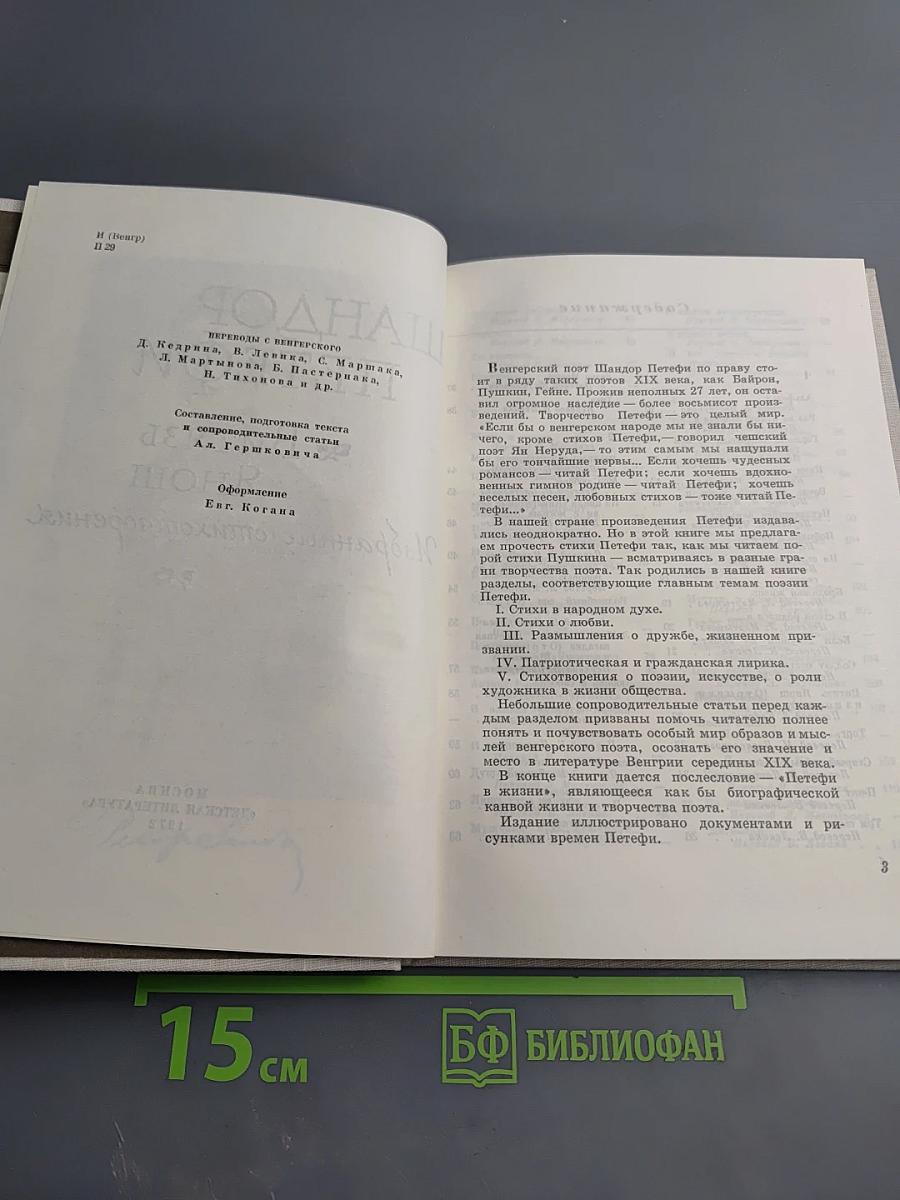 И (Венгр)
П 29
ПЕРЕВОДЫ С ВЕНГЕРСКОГО
Д. Кедрина, В. Левика, С. Маршака,
Л. Мартынова, Б. Пастернака,
Н. Тихонова и др.
Составление, подготовка текста
и сопроводительные статьи
Ал. Гершковича
Оформление
Евг. Когана
Венгерский поэт Шандор Петефи по праву сто-
ит в ряду таких поэтов XIX века, как Байрон,
Пушкин, Гейне. Прожив неполных 27 лет, он оста-
вил огромное наследие — более восьмисот произ-
ведений. Творчество Петефи — это целый мир.
«Если бы о венгерском народе мы не знали бы ни-
чего, кроме стихов Петефи,— говорил чешский
поэт Ян Неруда,— то этим самым мы нащупали
бы его тончайшие нервы... Если хочешь чудесных
романсов — читай Петефи; если хочешь вдохно-
венных гимнов родине — читай Петефи; хочешь
веселых песен, любовных стихов — тоже читай Пе-
тефи...»
В нашей стране произведения Петефи издава-
лись неоднократно. Но в этой книге мы предлага-
ем прочесть стихи Петефи так, как мы читаем по-
рой стихи Пушкина — всматриваясь в разные гра-
ни творчества поэта. Так родились в нашей книге
разделы, соответствующие главным темам поэзии
Петефи.
I. Стихи в народном духе.
II. Стихи о любви.
III. Размышления о дружбе, жизненном при-
звании.
IV. Патриотическая и гражданская лирика.
V. Стихотворения о поэзии, искусстве, о роли
художника в жизни общества.
Небольшие сопроводительные статьи перед каж-
дым разделом призваны помочь читателю полнее
понять и почувствовать особый мир образов и мыс-
лей венгерского поэта, осознать его значение и
место в литературе Венгрии середины XIX века.
В конце книги дается послесловие — «Петефи
в жизни», являющееся как бы биографической
канвой жизни и творчества поэта.
Издание иллюстрировано документами и ри-
сунками времен Петефи.
3
15 см
БФ БИБЛИОФАН